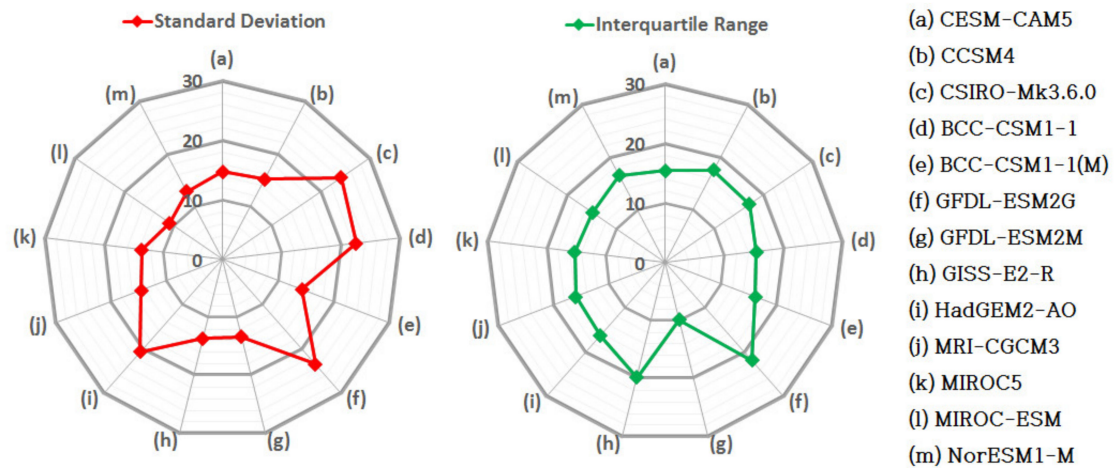 Standard Deviation
(a)
(b)
(c)
(d)
(e)
(f)
(g)
(h)
(i)
(j)
(k)
(l)
(m)
30
20
10
0
Interquartile Range
(a)
(b)
(c)
(d)
(e)
(f)
(g)
(h)
(i)
(j)
(k)
(l)
(m)
30
20
10
0
(a) CESM-CAM5
(b) CCSM4
(c) CSIRO-Mk3.6.0
(d) BCC-CSM1-1
(e) BCC-CSM1-1(M)
(f) GFDL-ESM2G
(g) GFDL-ESM2M
(h) GISS-E2-R
(i) HadGEM2-AO
(j) MRI-CGCM3
(k) MIROC5
(l) MIROC-ESM
(m) NorESM1-M